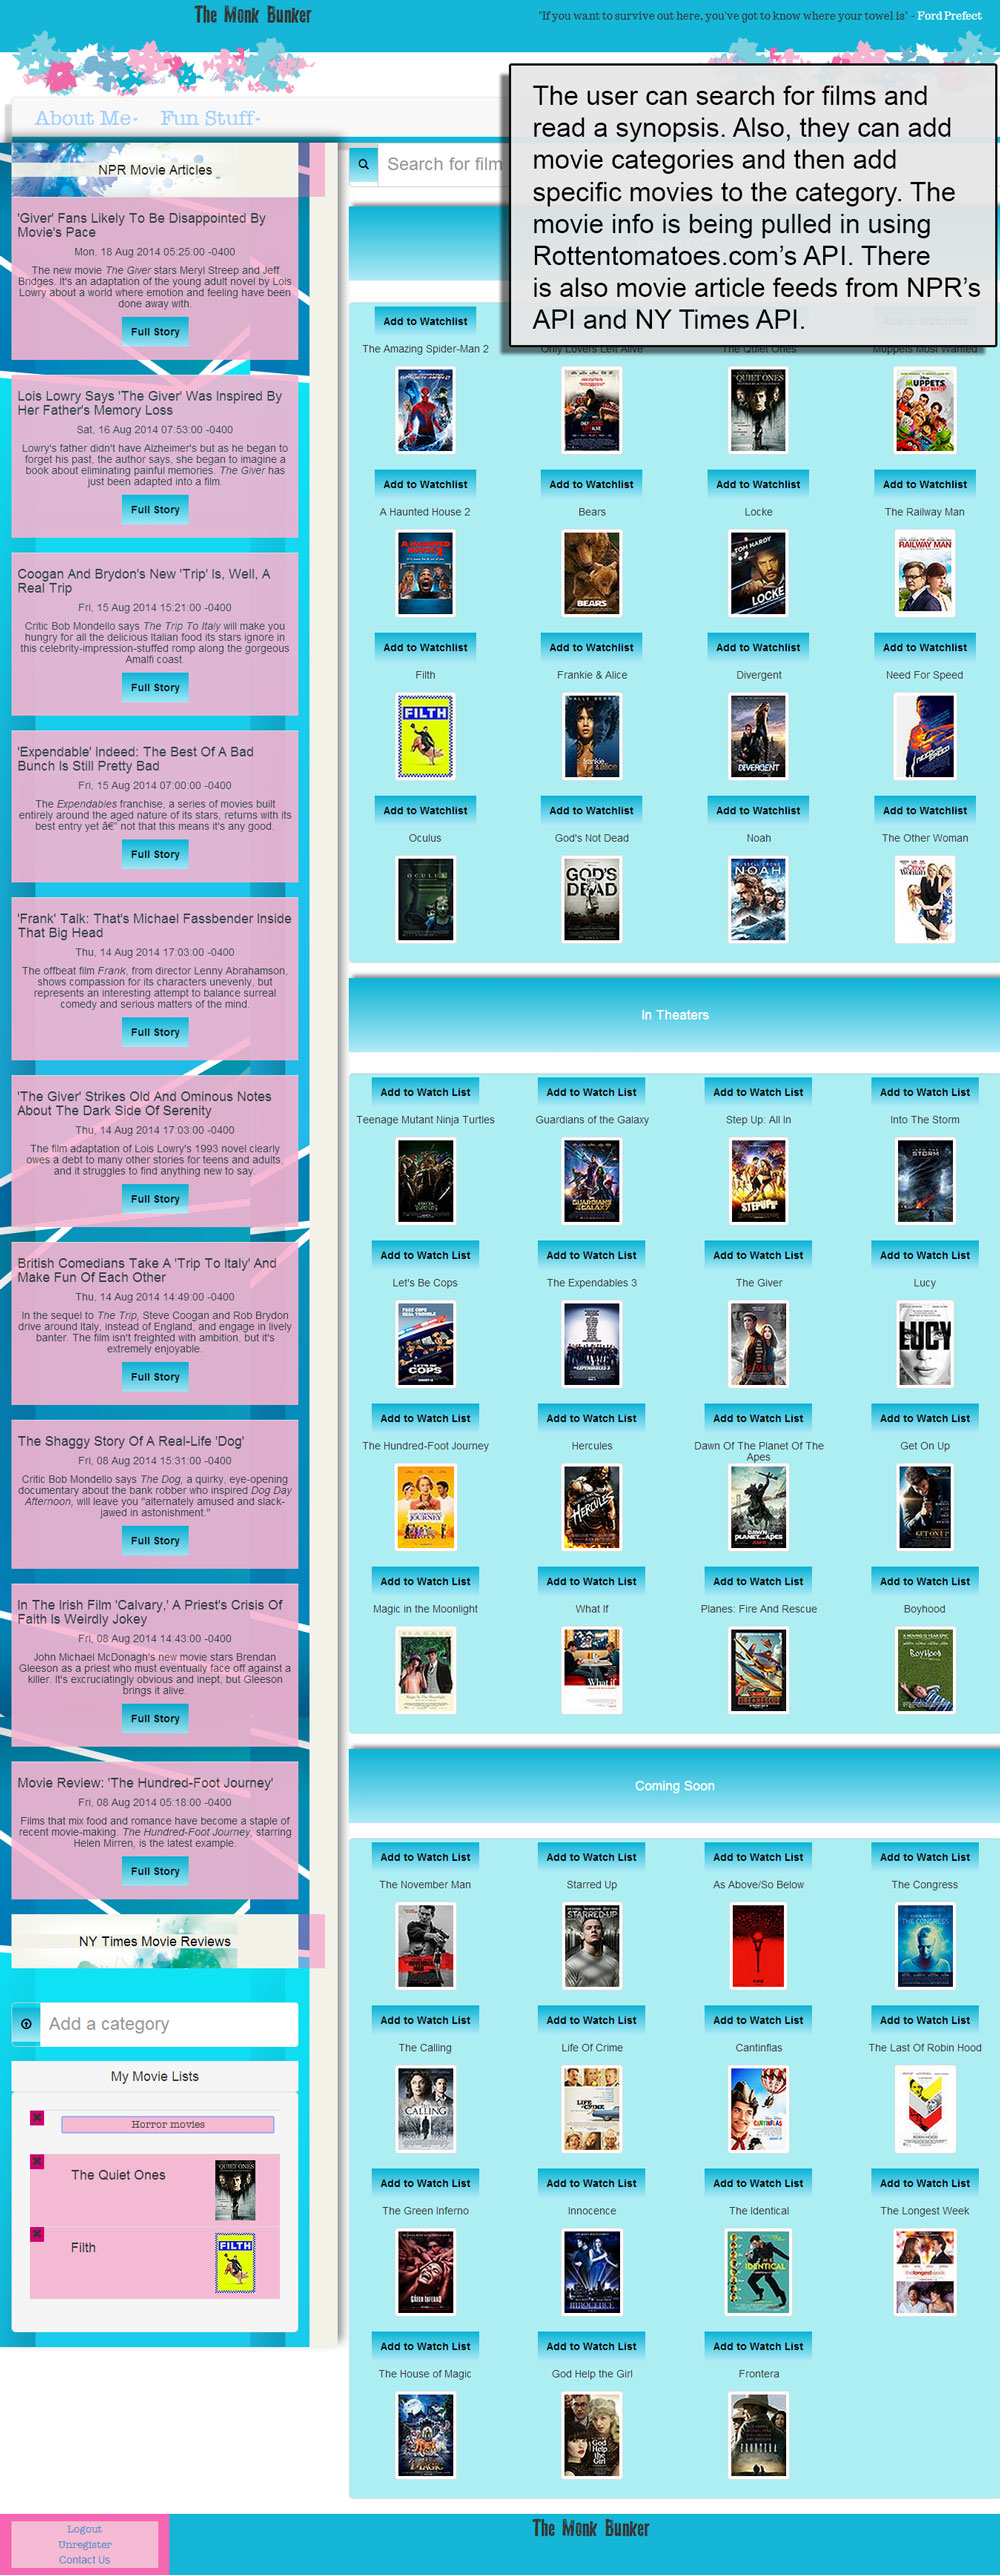 The Monk Bunker
"If you want to survive out here, you've got to know where your towel is" - Ford Prefect
About Me
Fun Stuff
The user can search for films and
read a synopsis. Also, they can add
movie categories and then add
specific movies to the category. The
movie info is being pulled in using
Rottentomatoes.com's API. There
is also movie article feeds from NPR's
API and NY Times API.
NPR Movie Articles
'Giver' Fans Likely To Be Disappointed By
Movie's Pace
Mon, 18 Aug 2014 05:25:00 -0400
The new movie The Giver stars Meryl Streep and Jeff
Bridges. It's an adaptation of the young adult novel by Lois
Lowry about a world where emotion and feeling have been
done away with.
Full Story
Lois Lowry Says 'The Giver' Was Inspired By
Her Father's Memory Loss
Sat, 16 Aug 2014 07:53:00 -0400
Lowry's father didn't have Alzheimer's but as he began to
forget his past, the author says, she began to imagine a
book about eliminating painful memories. The Giver has
just been adapted into a film.
Full Story
Coogan And Brydon's New 'Trip' Is, Well, A
Real Trip
Fri, 15 Aug 2014 15:21:00 -0400
Critic Bob Mondello says The Trip To Italy will make you
hungry for all the delicious Italian food its stars ignore in
this celebrity-impression-stuffed romp along the gorgeous
Amalfi coast.
Full Story
'Expendable' Indeed: The Best Of A Bad
Bunch Is Still Pretty Bad
Fri, 15 Aug 2014 07:00:00 -0400
The Expendables franchise, a series of movies built
entirely around the aged nature of its stars, returns with its
best entry yet â€” not that this means it's any good.
Full Story
'Frank' Talk: That's Michael Fassbender Inside
That Big Head
Thu, 14 Aug 2014 17:03:00 -0400
The offbeat film Frank, from director Lenny Abrahamson,
shows compassion for its characters unevenly, but
represents an interesting attempt to balance surreal
comedy and serious matters of the mind.
Full Story
'The Giver' Strikes Old And Ominous Notes
About The Dark Side Of Serenity
Thu, 14 Aug 2014 17:03:00 -0400
The film adaptation of Lois Lowry's 1993 novel clearly
owes a debt to many other stories for teens and adults,
and it struggles to find anything new to say.
Full Story
British Comedians Take A 'Trip To Italy' And
Make Fun Of Each Other
Thu, 14 Aug 2014 14:49:00 -0400
In the sequel to The Trip, Steve Coogan and Rob Brydon
drive around Italy, instead of England, and engage in lively
banter. The film isn't freighted with ambition, but it's
extremely enjoyable.
Full Story
The Shaggy Story Of A Real-Life 'Dog'
Fri, 08 Aug 2014 15:31:00 -0400
Critic Bob Mondello says The Dog, a quirky, eye-opening
documentary about the bank robber who inspired Dog Day
Afternoon, will leave you "alternately amused and slack-
jawed in astonishment."
Full Story
In The Irish Film 'Calvary,' A Priest's Crisis Of
Faith Is Weirdly Jokey
Fri, 08 Aug 2014 14:43:00 -0400
John Michael McDonagh's new movie stars Brendan
Gleeson as a priest who must eventually face off against a
killer. It's excruciatingly obvious and inept, but Gleeson
brings it alive.
Full Story
Movie Review: 'The Hundred-Foot Journey'
Fri, 08 Aug 2014 05:18:00 -0400
Films that mix food and romance have become a staple of
recent movie-making. The Hundred-Foot Journey, starring
Helen Mirren, is the latest example.
Full Story
NY Times Movie Reviews
Add a category
My Movie Lists
Horror movies
The Quiet Ones
Filth
Search for film
Add to Watchlist Add to Watchlist
The Amazing Spider-Man 2 Only Lovers Left Alive The Quiet Ones Muppets Most Wanted
Add to Watchlist Add to Watchlist Add to Watchlist Add to Watchlist
A Haunted House 2 Bears Locke The Railway Man
Add to Watchlist Add to Watchlist Add to Watchlist Add to Watchlist
Filth Frankie & Alice Divergent Need For Speed
Add to Watchlist Add to Watchlist Add to Watchlist Add to Watchlist
Oculus God's Not Dead Noah The Other Woman
In Theaters
Add to Watch List Add to Watch List Add to Watch List Add to Watch List
Teenage Mutant Ninja Turtles Guardians of the Galaxy Step Up: All In Into The Storm
Add to Watch List Add to Watch List Add to Watch List Add to Watch List
Let's Be Cops The Expendables 3 The Giver Lucy
Add to Watch List Add to Watch List Add to Watch List Add to Watch List
The Hundred-Foot Journey Hercules Dawn Of The Planet Of The Get On Up
Apes
Add to Watch List Add to Watch List Add to Watch List Add to Watch List
Magic in the Moonlight What If Planes: Fire And Rescue Boyhood
Coming Soon
Add to Watch List Add to Watch List Add to Watch List Add to Watch List
The November Man Starred Up As Above/So Below The Congress
Add to Watch List Add to Watch List Add to Watch List Add to Watch List
The Calling Life Of Crime Cantinflas The Last Of Robin Hood
Add to Watch List Add to Watch List Add to Watch List Add to Watch List
The Green Inferno Innocence The Identical The Longest Week
Add to Watch List Add to Watch List Add to Watch List
The House of Magic God Help the Girl Frontera
Logout
Unregister
Contact Us
The Monk Bunker